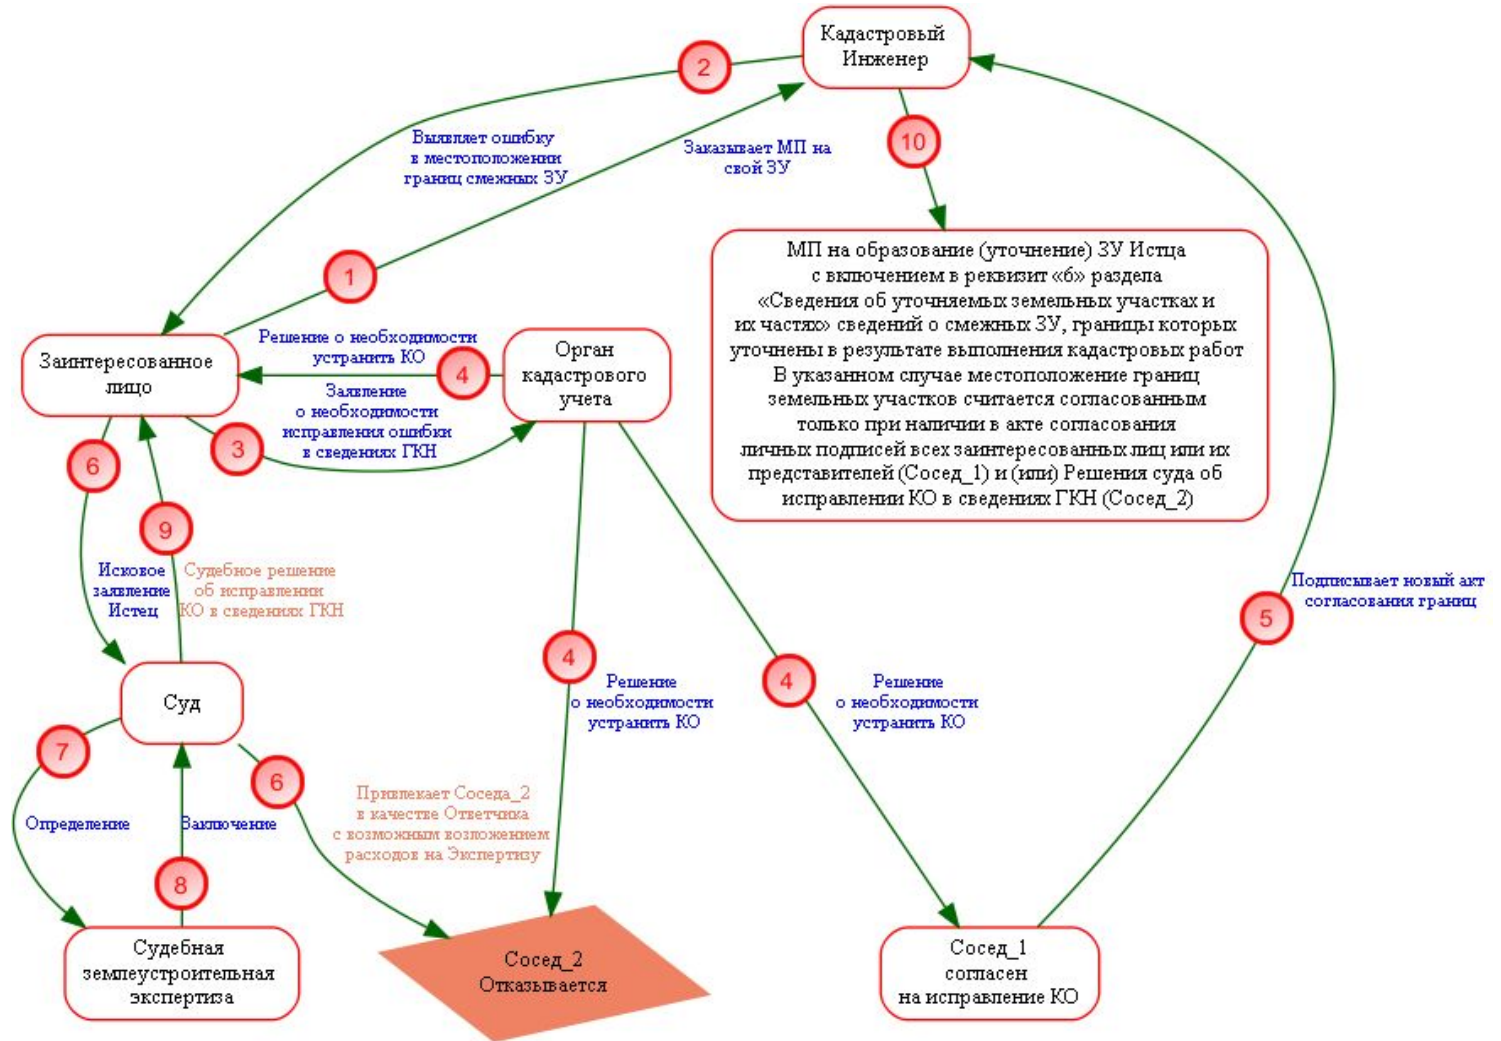 Кадастровый
Инженер
2
Выявляет ошибку
в местоположении
границ смежных ЗУ
Заказывает МП на
свой ЗУ
10
1
МП на образование (уточнение) ЗУ Истца
с включением в реквизит «6» раздела
«Сведения об уточняемых земельных участках и
их частях» сведений о смежных ЗУ, границы которых
уточнены в результате выполнения кадастровых работ
В указанном случае местоположение границ
земельных участков считается согласованным
только при наличии в акте согласования
личных подписей всех заинтересованных лиц или их
представителей (Сосед_1) и (или) Решения суда об
исправлении КО в сведениях ГКН (Сосед_2)
Заинтересованное
лицо
Решение о необходимости
устранить КО
4
Орган
кадастрового
учета
Заявление
о необходимости
исправления ошибки
в сведениях ГКН
3
6
9
Исковое
заявление
Истец
Судебное решение
об исправлении
КО в сведениях ГКН
Подписывает новый акт
согласования границ
5
4
Решение
о необходимости
устранить КО
4
Решение
о необходимости
устранить КО
Суд
7
6
Определение
Заключение
8
Привлекает Соседа_2
в качестве Ответчика
с возможным возложением
расходов на Экспертизу
Судебная
землеустроительная
экспертиза
Сосед_2
Отказывается
Сосед_1
согласен
на исправление КО